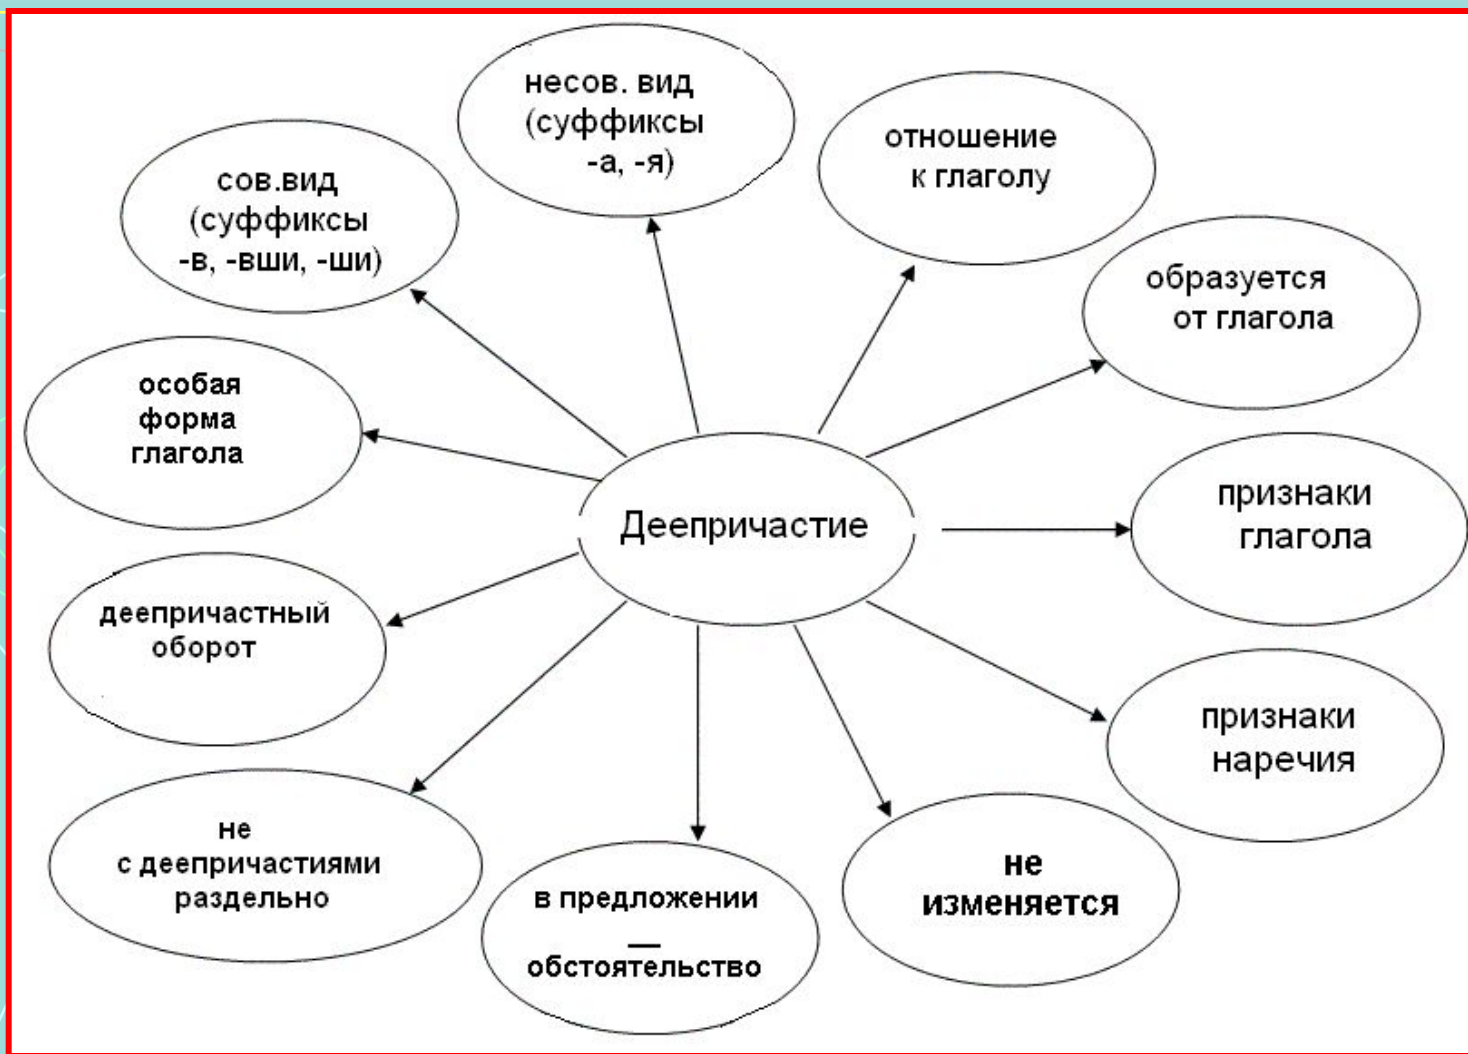 несов. вид
(суффиксы
-а, -я)
отношение
к глаголу
сов.вид
(суффиксы
-в, -вши, -ши)
образуется
от глагола
особая
форма
глагола
Деепричастие
признаки
глагола
деепричастный
оборот
признаки
наречия
не
с деепричастиями
раздельно
в предложении
—
обстоятельство
не
изменяется